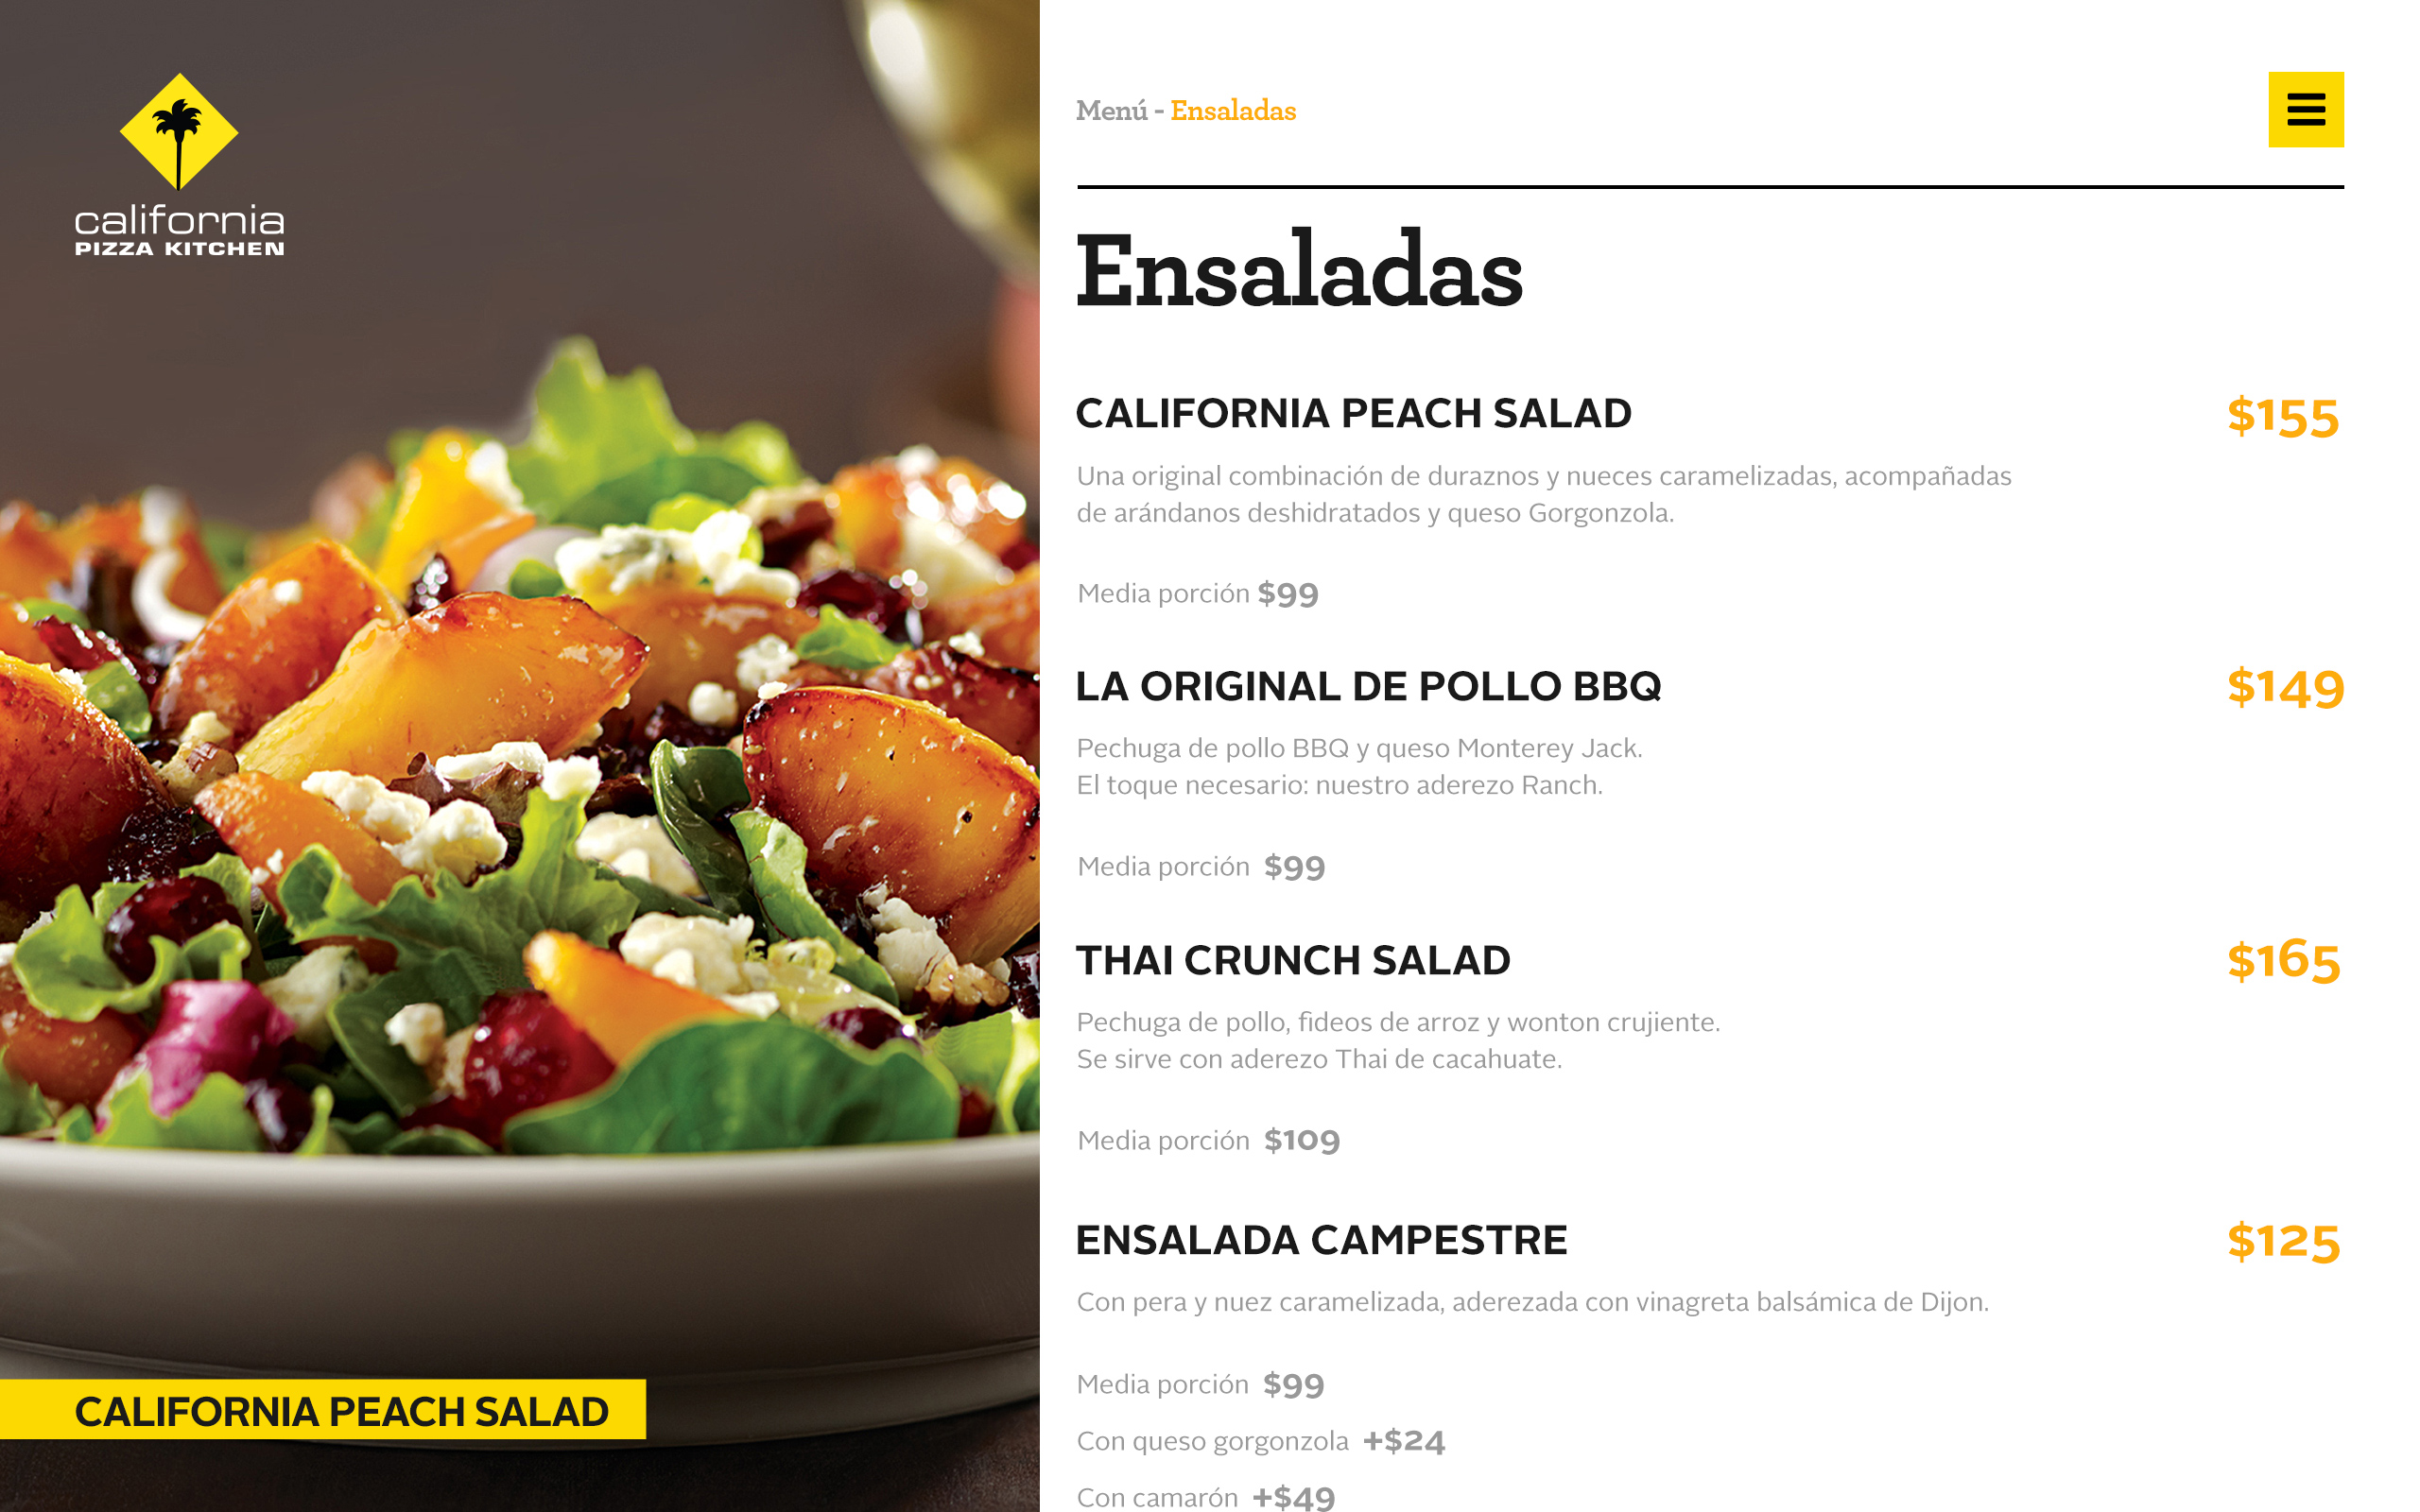 california
PIZZA KITCHEN
CALIFORNIA PEACH SALAD
Menú - Ensaladas
Ensaladas
CALIFORNIA PEACH SALAD $155
Una original combinación de duraznos y nueces caramelizadas, acompañadas
de arándanos deshidratados y queso Gorgonzola.
Media porción $99
LA ORIGINAL DE POLLO BBQ $149
Pechuga de pollo BBQ y queso Monterey Jack.
El toque necesario: nuestro aderezo Ranch.
Media porción $99
THAI CRUNCH SALAD $165
Pechuga de pollo, fideos de arroz y wonton crujiente.
Se sirve con aderezo Thai de cacahuate.
Media porción $109
ENSALADA CAMPESTRE $125
Con pera y nuez caramelizada, aderezada con vinagreta balsámica de Dijon.
Media porción $99
Con queso gorgonzola +$24
Con camarón +$49